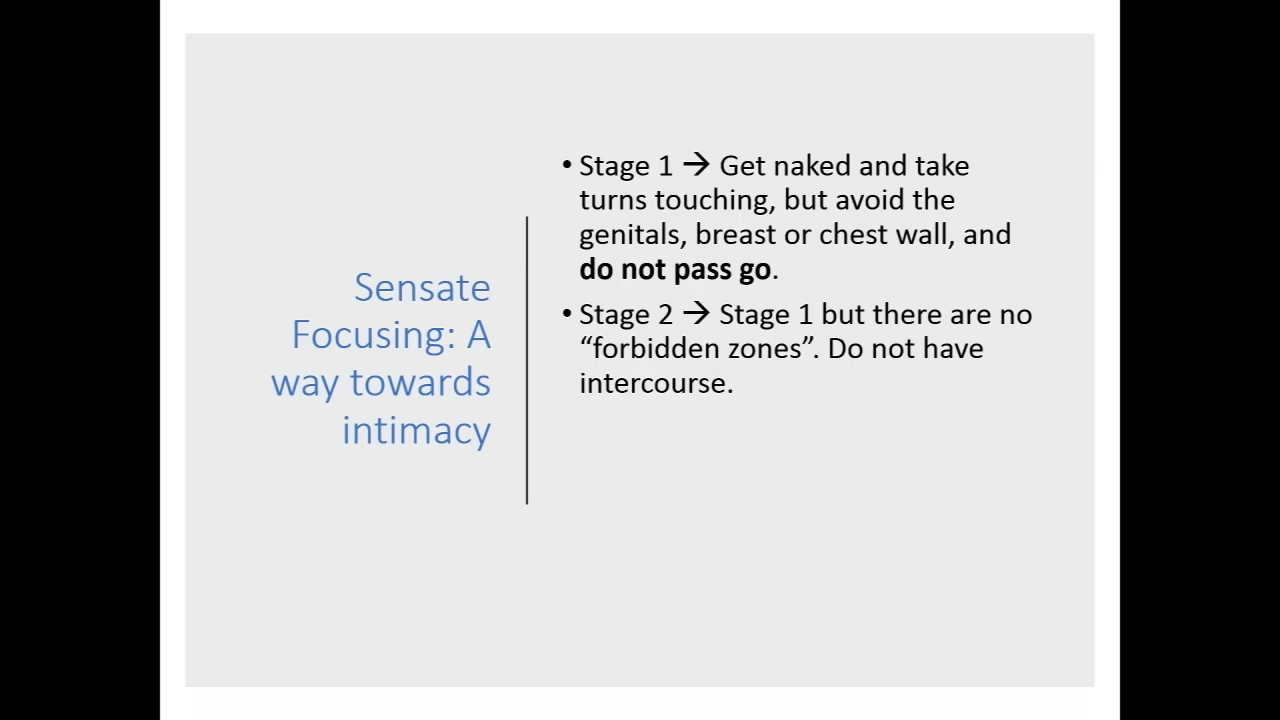 Sensate
Focusing: A
way towards
intimacy
• Stage 1 → Get naked and take
turns touching, but avoid the
genitals, breast or chest wall, and
do not pass go.
• Stage 2 → Stage 1 but there are no
“forbidden zones”. Do not have
intercourse.